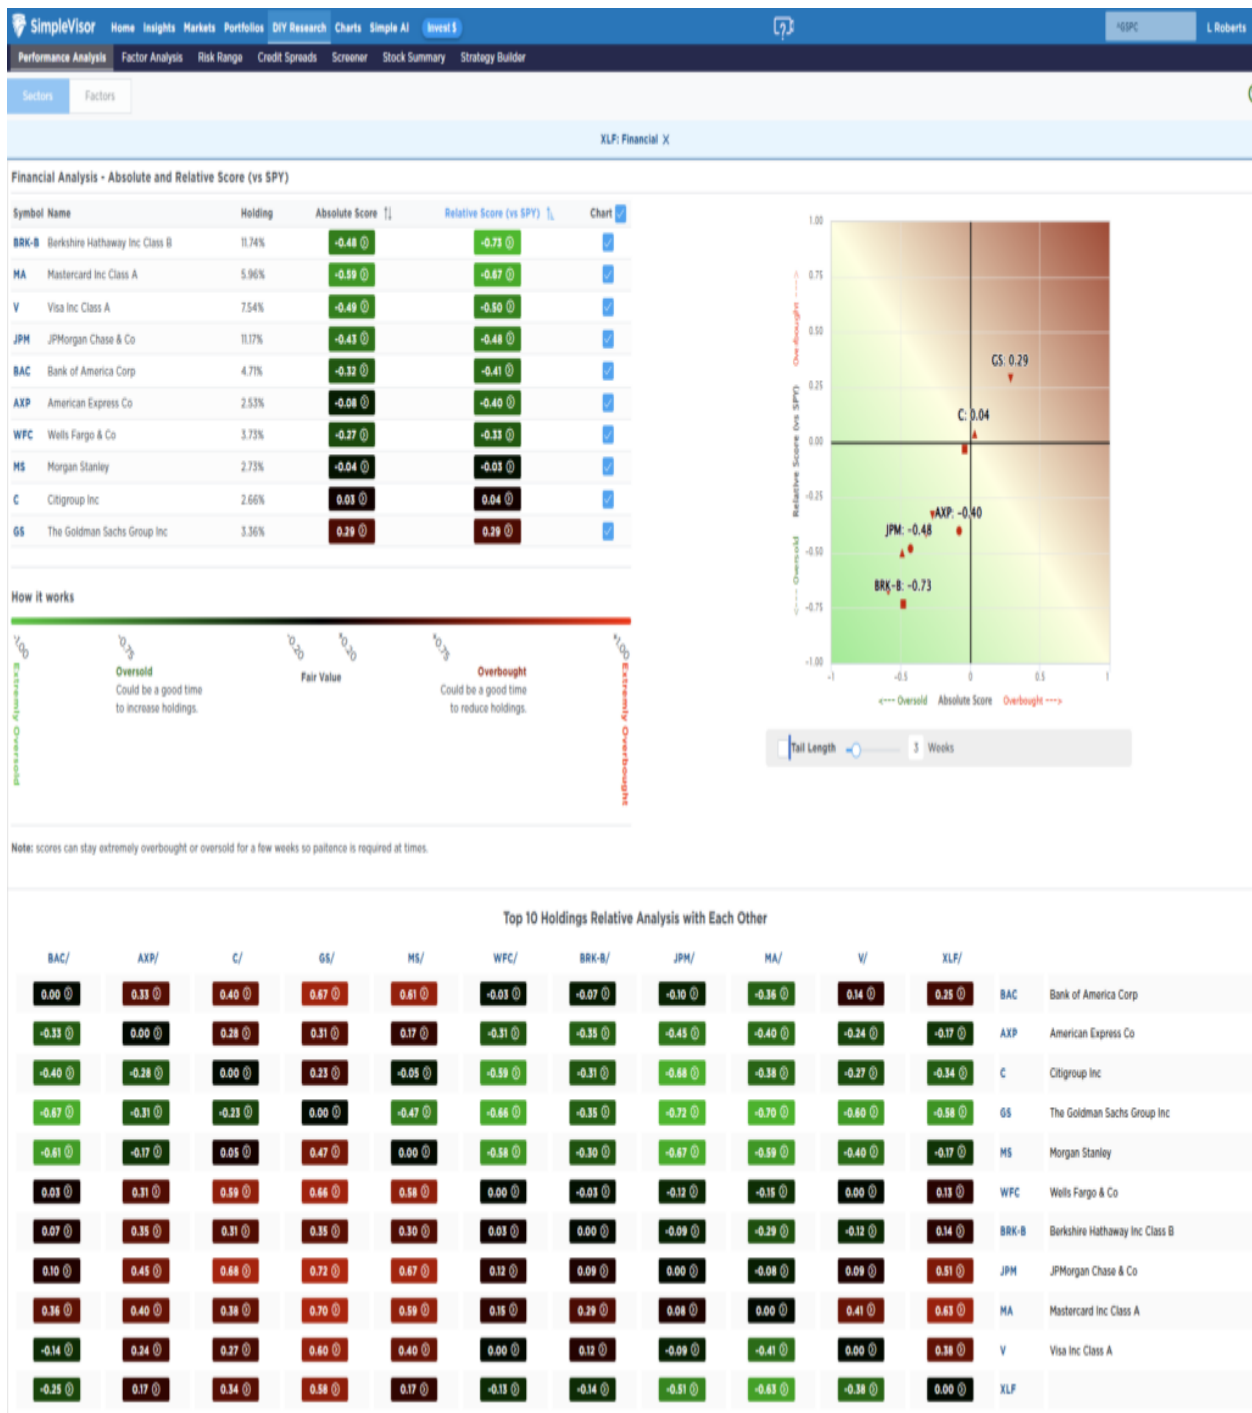 SimpleVisor Home Insights Markets Portfolios DIY Research Charts Simple AI Invest $ ^GSPC L Roberts
Performance Analysis Factor Analysis Risk Range Credit Spreads Screener Stock Summary Strategy Builder
Sectors Factors
XLF: Financial X
Financial Analysis - Absolute and Relative Score (vs SPY)
Symbol Name Holding Absolute Score Relative Score (vs SPY) Chart
BRK-B Berkshire Hathaway Inc Class B 11.74% -0.48 -0.73
MA Mastercard Inc Class A 5.96% -0.59 -0.67
V Visa Inc Class A 7.54% -0.49 -0.50
JPM JPMorgan Chase & Co 11.17% -0.43 -0.48
BAC Bank of America Corp 4.71% -0.32 -0.41
AXP American Express Co 2.53% -0.08 -0.40
WFC Wells Fargo & Co 3.73% -0.27 -0.33
MS Morgan Stanley 2.73% -0.04 -0.03
C Citigroup Inc 2.66% 0.03 0.04
GS The Goldman Sachs Group Inc 3.36% 0.29 0.29
1.00
0.75
0.50
0.25
0.00
-0.25
-0.50
-0.75
-1.00
<--- Oversold Relative Score (vs SPY) Overbought --->
GS: 0.29
C: 0.04
AXP: -0.40
JPM: -0.48
BRK-B: -0.73
-1 -0.5 0 0.5 1
<--- Oversold Absolute Score Overbought --->
Tail Length 3 Weeks
How it works
-1.00 -0.75 -0.20 +0.20 +0.75 +1.00
Extremly Oversold
Oversold
Could be a good time
to increase holdings.
Fair Value
Overbought
Could be a good time
to reduce holdings.
Extremly Overbought
Note: scores can stay extremely overbought or oversold for a few weeks so paitence is required at times.
Top 10 Holdings Relative Analysis with Each Other
BAC/ AXP/ C/ GS/ MS/ WFC/ BRK-B/ JPM/ MA/ V/ XLF/
0.00 0.33 0.40 0.67 0.61 -0.03 -0.07 -0.10 -0.36 0.14 0.25 BAC Bank of America Corp
-0.33 0.00 0.28 0.31 0.17 -0.31 -0.35 -0.45 -0.40 -0.24 -0.17 AXP American Express Co
-0.40 -0.28 0.00 0.23 -0.05 -0.59 -0.31 -0.68 -0.38 -0.27 -0.34 C Citigroup Inc
-0.67 -0.31 -0.23 0.00 -0.47 -0.66 -0.35 -0.72 -0.70 -0.60 -0.58 GS The Goldman Sachs Group Inc
-0.61 -0.17 0.05 0.47 0.00 -0.58 -0.30 -0.67 -0.59 -0.40 -0.17 MS Morgan Stanley
0.03 0.31 0.59 0.66 0.58 0.00 -0.03 -0.12 -0.15 0.00 0.13 WFC Wells Fargo & Co
0.07 0.35 0.31 0.35 0.30 0.03 0.00 -0.09 -0.29 -0.12 0.14 BRK-B Berkshire Hathaway Inc Class B
0.10 0.45 0.68 0.72 0.67 0.12 0.09 0.00 -0.08 0.09 0.51 JPM JPMorgan Chase & Co
0.36 0.40 0.38 0.70 0.59 0.15 0.29 0.08 0.00 0.41 0.63 MA Mastercard Inc Class A
-0.14 0.24 0.27 0.60 0.40 0.00 0.12 -0.09 -0.41 0.00 0.38 V Visa Inc Class A
-0.25 0.17 0.34 0.58 0.17 -0.13 -0.14 -0.51 -0.63 -0.38 0.00 XLF